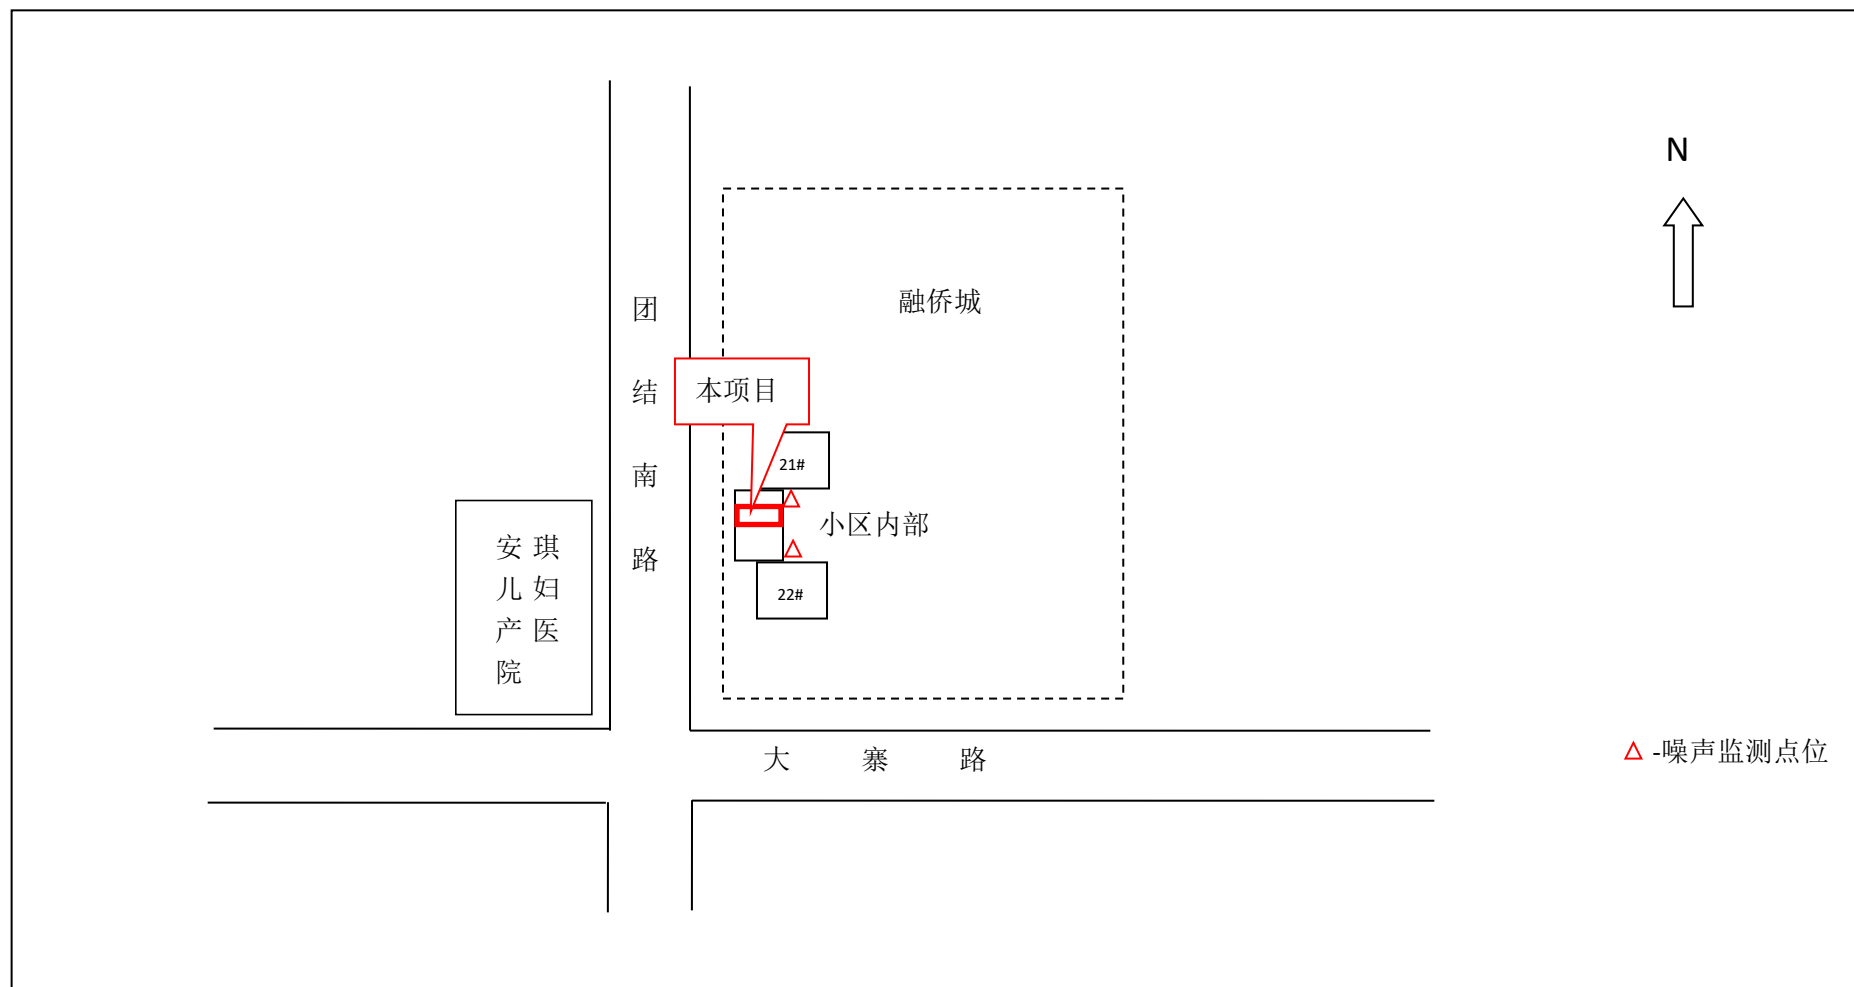 N
融侨城
团结南路
本项目
21#
小区内部
安琪
儿妇
产医
院
22#
大寨路
-噪声监测点位